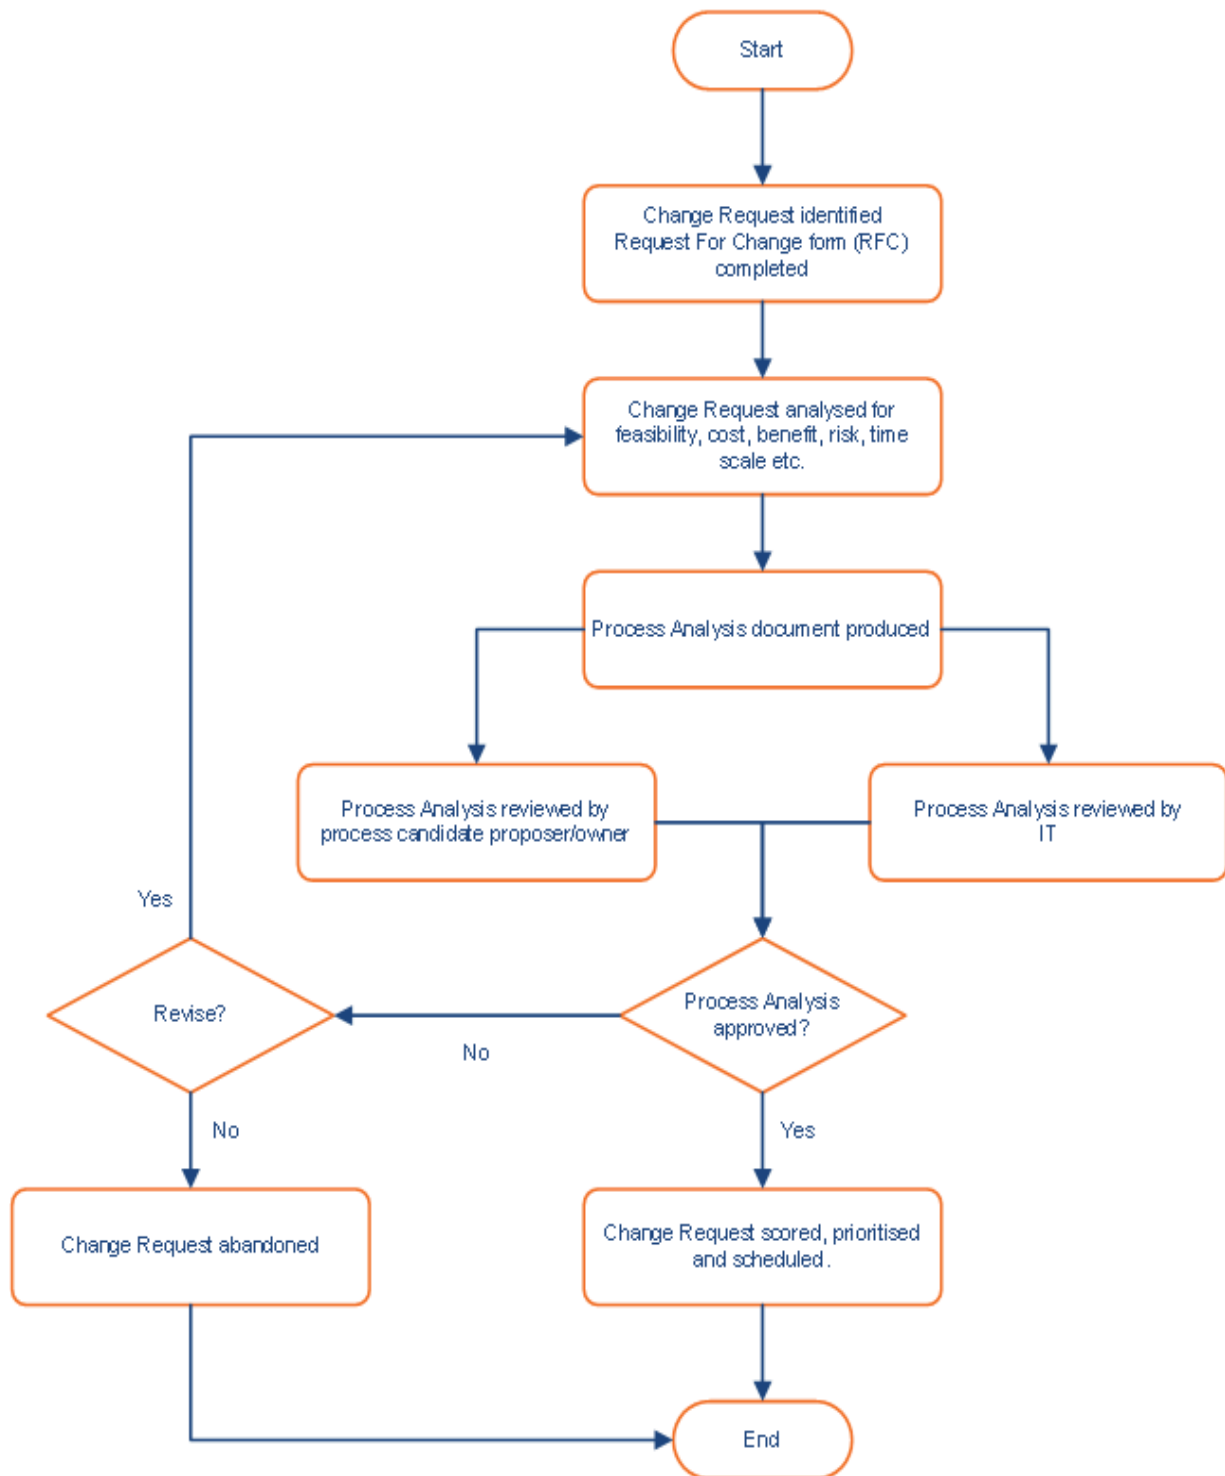 Start
Change Request identified
Request For Change form (RFC)
completed
Change Request analysed for
feasibility, cost, benefit, risk, time
scale etc.
Process Analysis document produced
Process Analysis reviewed by
process candidate proposer/owner
Process Analysis reviewed by
IT
Yes
Revise?
Process Analysis
approved?
No
No
Yes
Change Request abandoned
Change Request scored, prioritised
and scheduled.
End